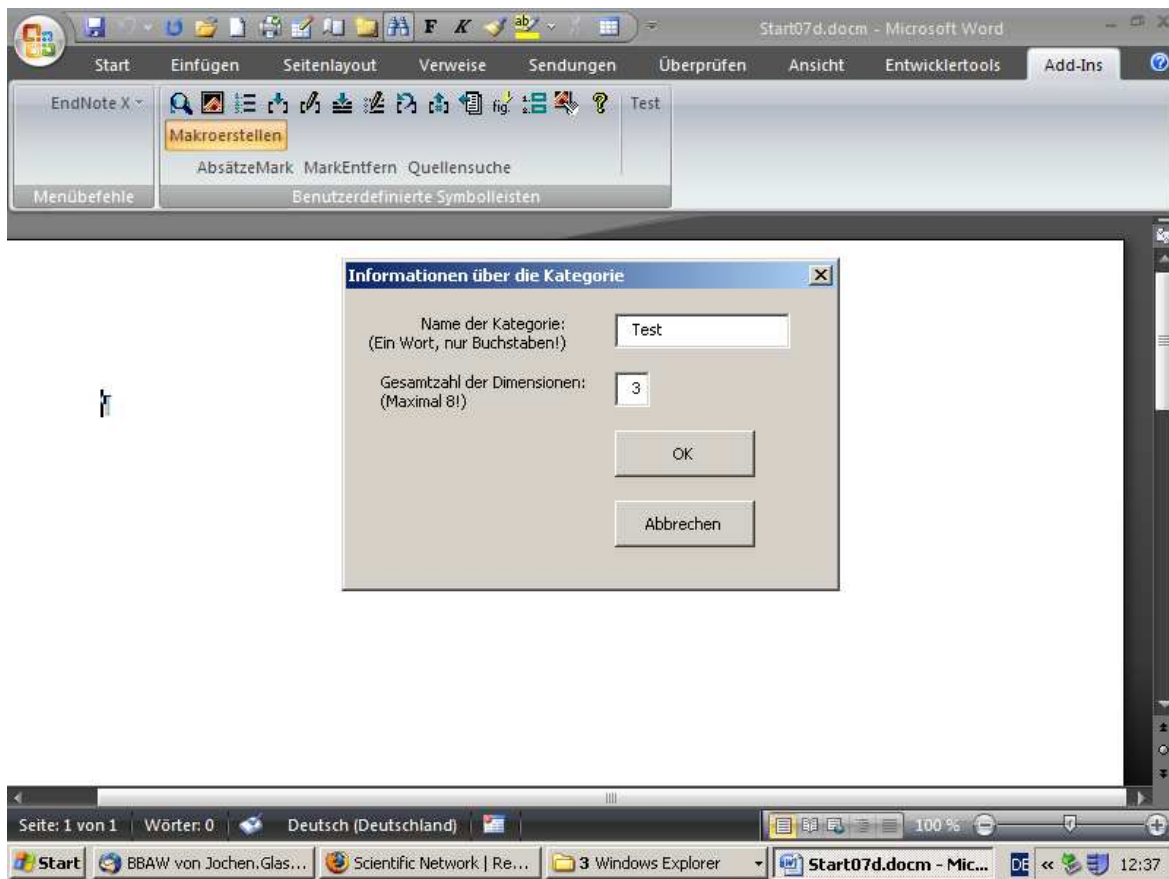 Start07d.docm - Microsoft Word
F K ab
Start Einfügen Seitenlayout Verweise Sendungen Überprüfen Ansicht Entwicklertools Add-Ins
EndNote X fig. Test
Makroerstellen
AbsätzeMark MarkEntfern Quellensuche
Menübefehle Benutzerdefinierte Symbolleisten
Informationen über die Kategorie
Name der Kategorie: Test
(Ein Wort, nur Buchstaben!)
Gesamtzahl der Dimensionen: 3
(Maximal 8!)
OK
Abbrechen
Seite: 1 von 1 Wörter: 0 Deutsch (Deutschland) 100 %
Start BBAW von Jochen.Glas... Scientific Network | Re... 3 Windows Explorer Start07d.docm - Mic... DE « 12:37